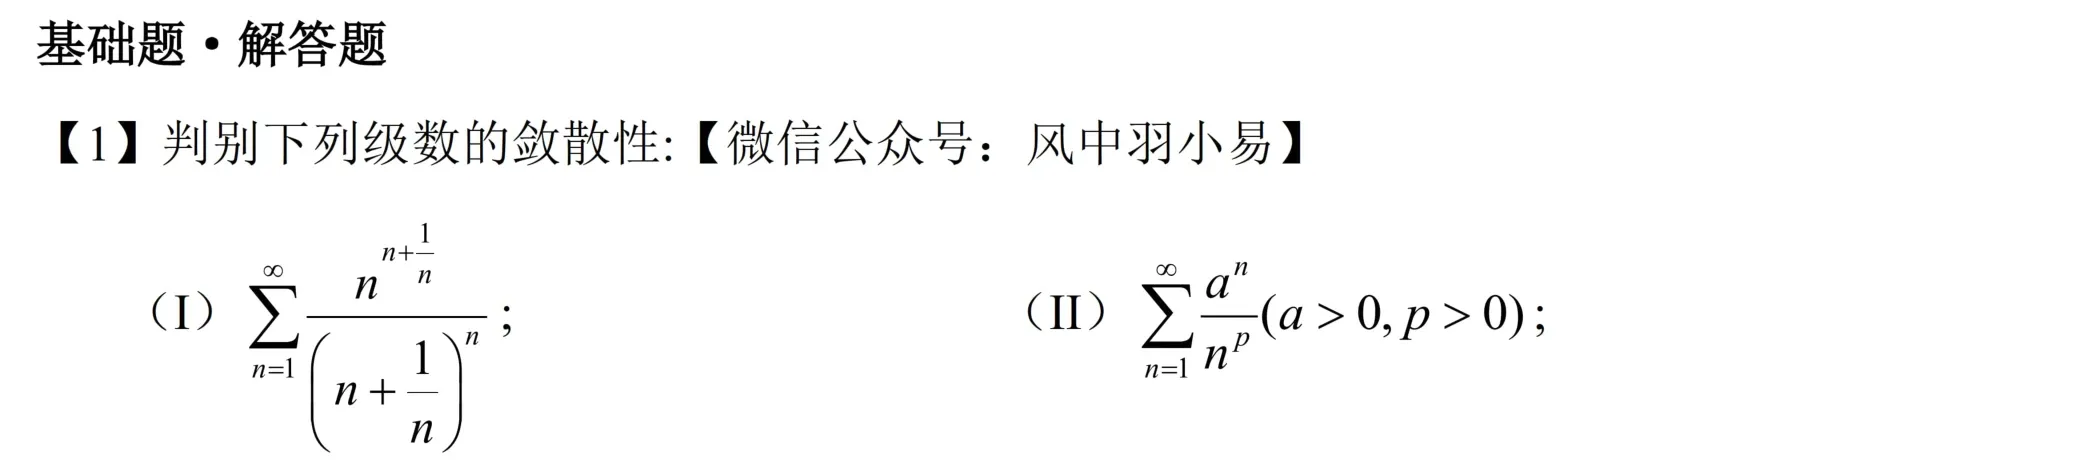 基础题·解答题
【1】判别下列级数的敛散性:【微信公众号：风中羽小易】
（I）$\sum_{n=1}^{\infty}\frac{n^{n+\frac{1}{n}}}{\left(n+\frac{1}{n}\right)^{n}}$； （II）$\sum_{n=1}^{\infty}\frac{a^{n}}{n^{p}}(a>0,p>0)$；